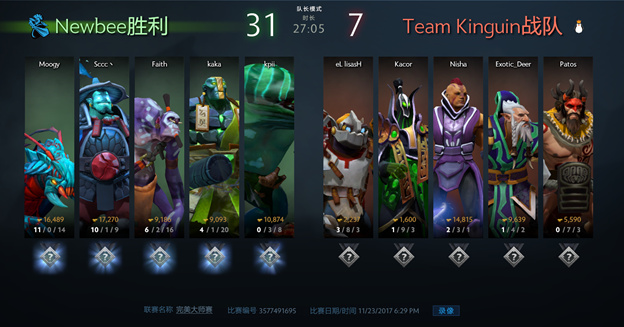 Newbee胜利
31
队长模式
时长
27:05
7
Team Kinguin战队
Moogy
Sccc丶
Faith
kaka
kpii
eL lisasH
Kacor
Nisha
Exotic_Deer
Patos
16,489
17,270
9,186
9,093
10,874
1,600
14,815
9,639
5,590
11 / 0 / 14
10 / 1 / 9
6 / 2 / 16
4 / 1 / 20
0 / 3 / 8
3 / 8 / 3
1 / 9 / 3
2 / 3 / 1
1 / 4 / 2
0 / 7 / 3
联赛名称 完美大师赛 比赛编号 3577491695 比赛日期/时间 11/23/2017 6:29 PM 录像